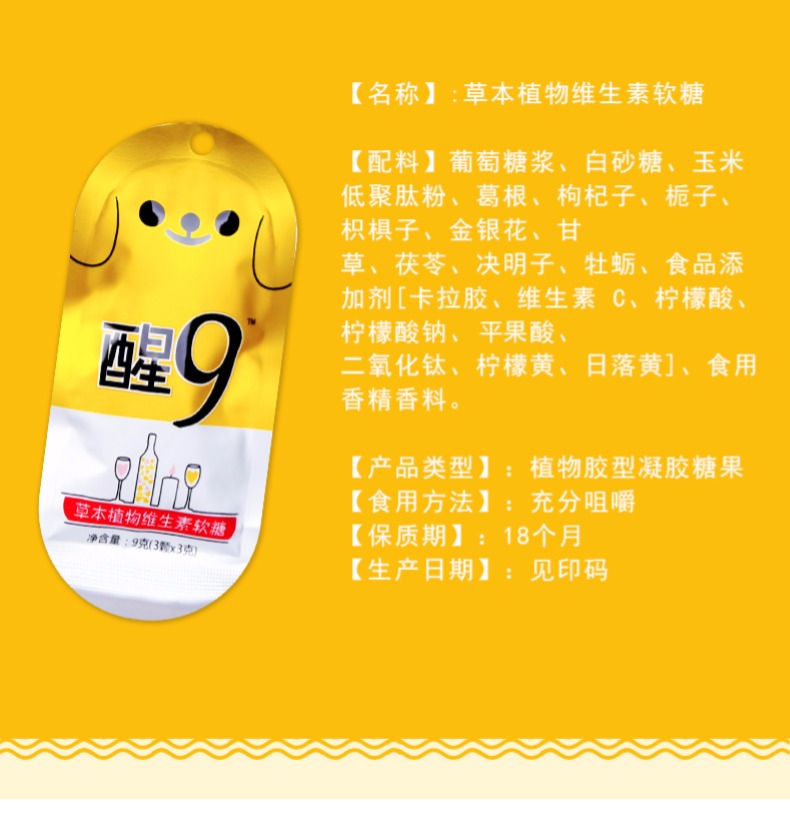 【名称】:草本植物维生素软糖
【配料】葡萄糖浆、白砂糖、玉米
低聚肽粉、葛根、枸杞子、栀子、
枳椇子、金银花、甘
草、茯苓、决明子、牡蛎、食品添
加剂[卡拉胶、维生素 C、柠檬酸、
柠檬酸钠、苹果酸、
二氧化钛、柠檬黄、日落黄]、食用
香精香料。
【产品类型】：植物胶型凝胶糖果
【食用方法】：充分咀嚼
【保质期】：18个月
【生产日期】：见印码
醒9™
草本植物维生素软糖
净含量：9克(3颗x3克)